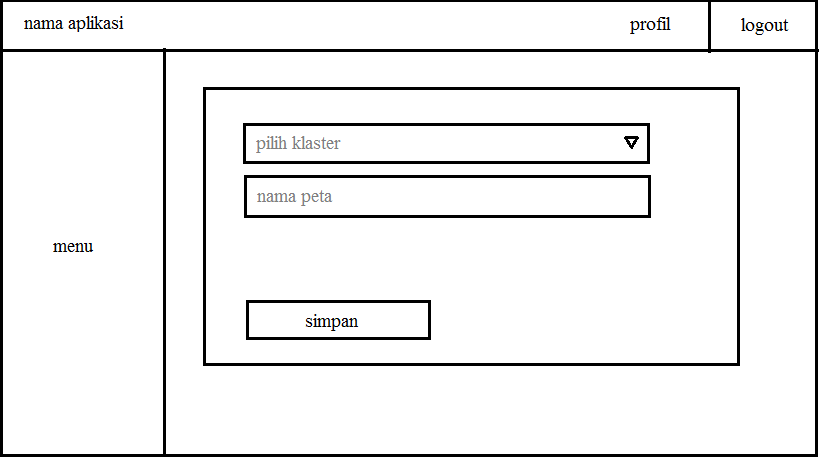 nama aplikasi
profil
logout
menu
pilih klaster
nama peta
simpan